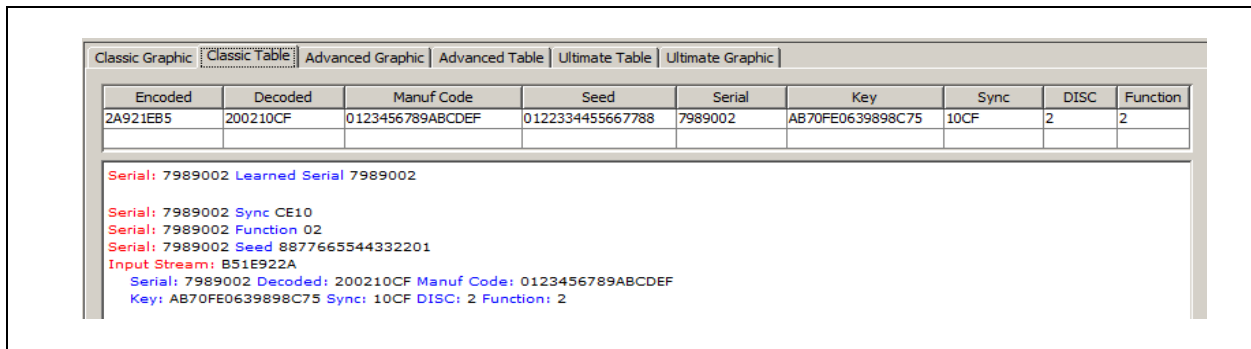 Classic Graphic Classic Table Advanced Graphic Advanced Table Ultimate Table Ultimate Graphic
Encoded Decoded Manuf Code Seed Serial Key Sync DISC Function
2A921EB5 200210CF 0123456789ABCDEF 0122334455667788 7989002 AB70FE0639898C75 10CF 2 2
Serial: 7989002 Learned Serial 7989002
Serial: 7989002 Sync CE10
Serial: 7989002 Function 02
Serial: 7989002 Seed 8877665544332201
Input Stream: B51E922A
Serial: 7989002 Decoded: 200210CF Manuf Code: 0123456789ABCDEF
Key: AB70FE0639898C75 Sync: 10CF DISC: 2 Function: 2